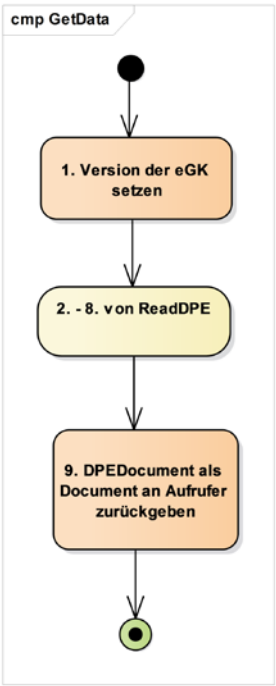 cmp GetData
1. Version der eGK
setzen
2. - 8. von ReadDPE
9. DPEDocument als
Document an Aufrufer
zurückgeben